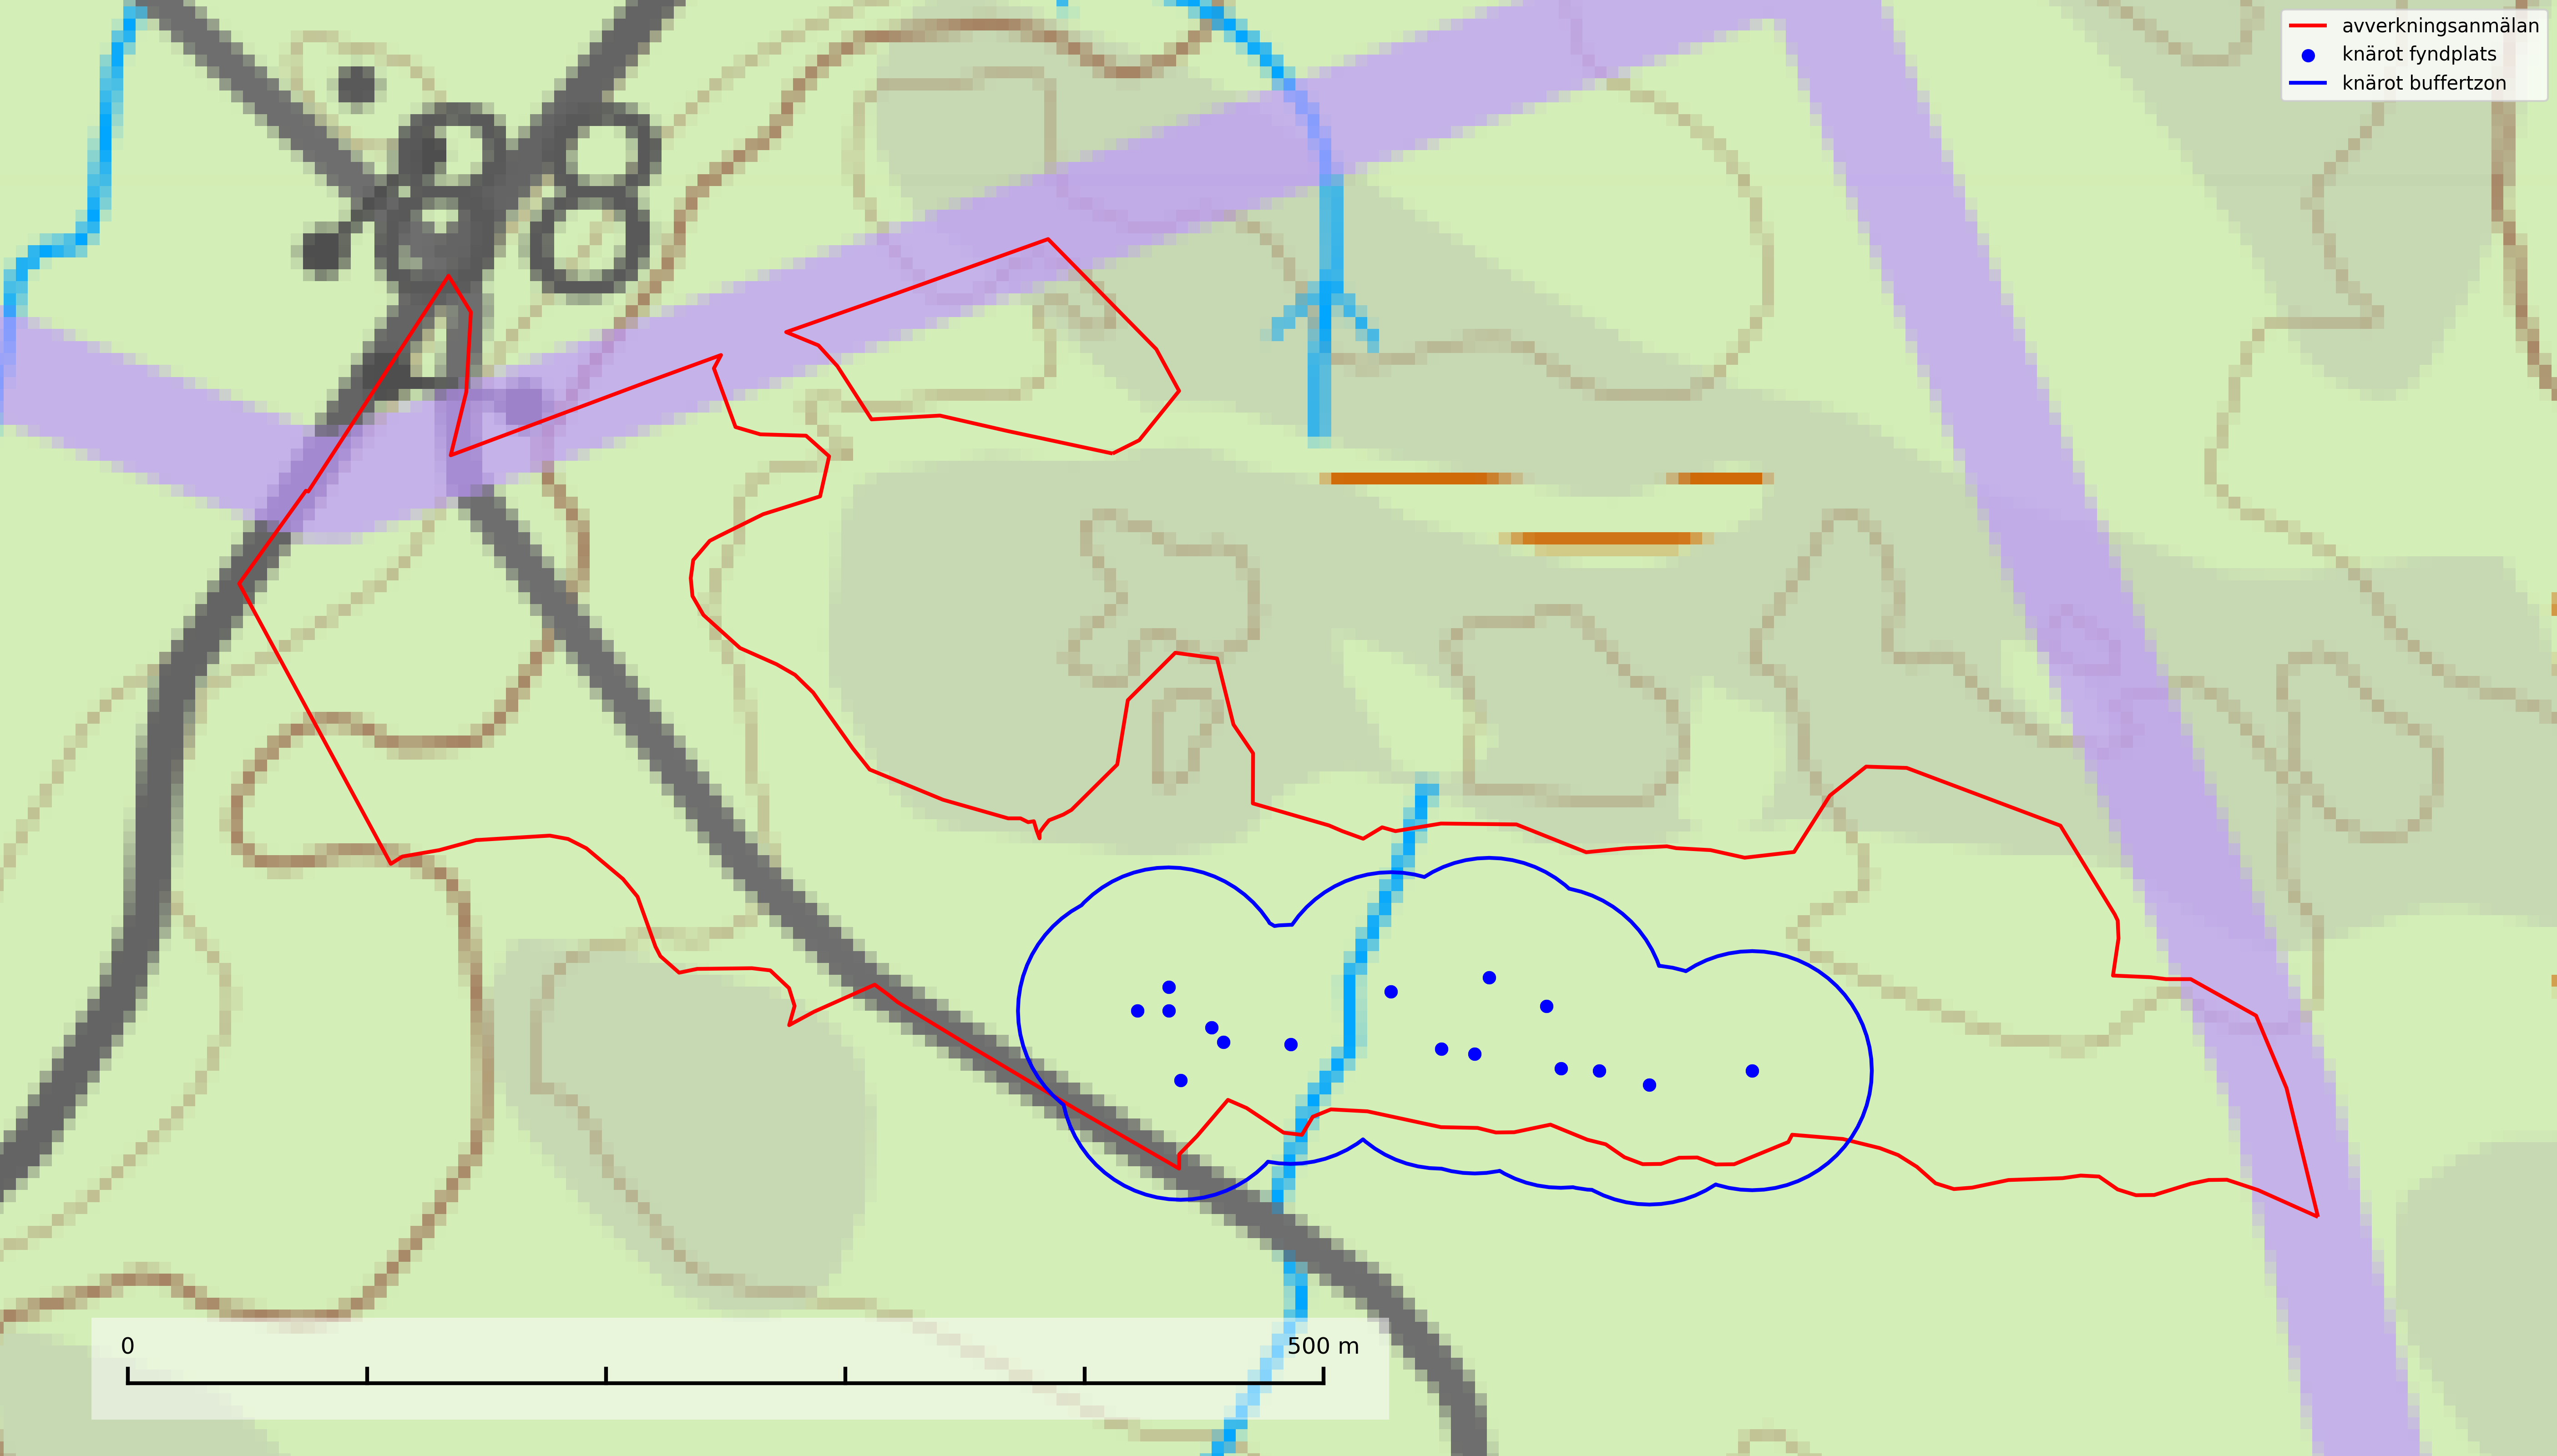 avverkningsanmälan
knärot fyndplats
knärot buffertzon
0 500 m